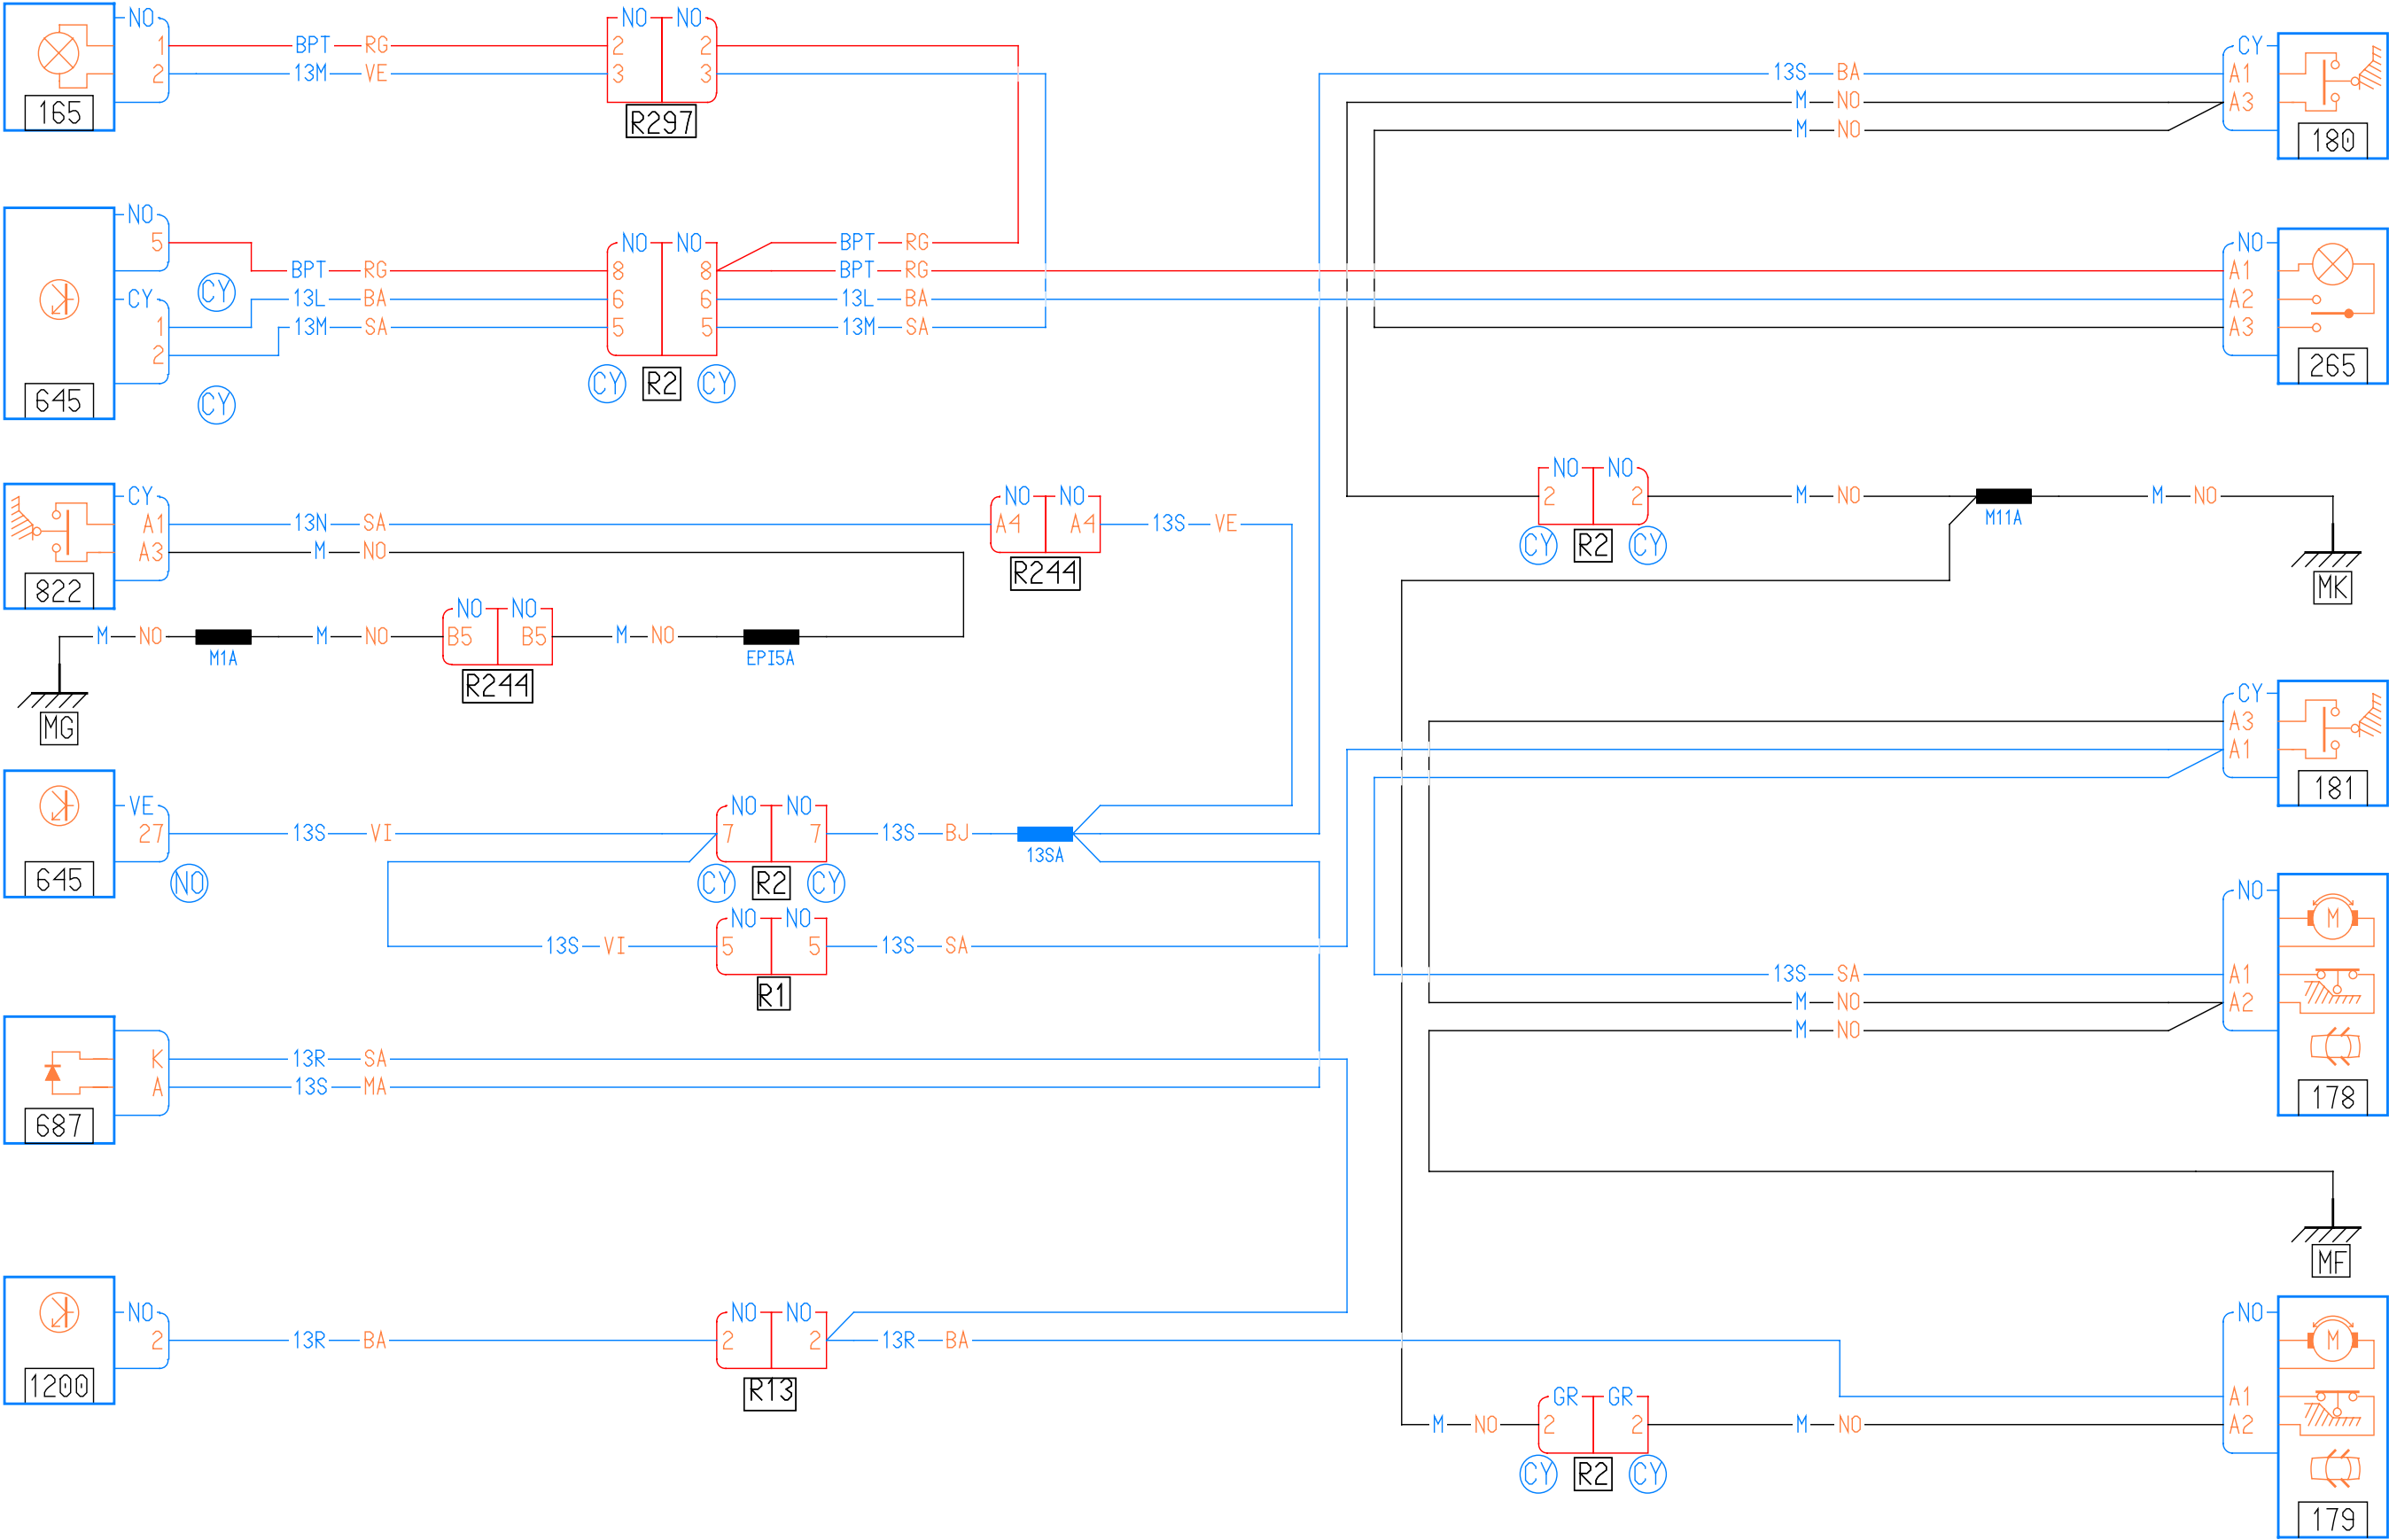 NO NO NO
1 BPT RG 2 2 CY
2 13M VE 3 3 13S BA A1
M NO A3
165 R297 M NO
180
NO
5 NO NO BPT RG NO
CY BPT RG 8 8 BPT RG A1
CY 13L BA 6 6 13L BA A2
1 13M SA 5 5 13M SA A3
2
645 CY CY R2 CY 265
NO NO
CY NO NO 2 2 M NO M NO
A1 13N SA A4 A4 13S VE M11A
A3 M NO CY R2 CY
822 R244 MK
NO NO
M NO M NO B5 B5 M NO
M1A EPI5A
R244
MG CY
A3
A1
181
VE NO NO
27 13S VI 7 7 13S BJ
13SA
645 NO CY R2 CY NO
M
NO NO
13S VI 5 5 13S SA
13S SA A1
R1 M NO A2
M NO
K 13R SA
A 13S MA
687 178
MF
NO NO NO NO
2 13R BA 2 2 13R BA M
1200 R13 GR GR A1
M NO 2 2 M NO A2
CY R2 CY
179